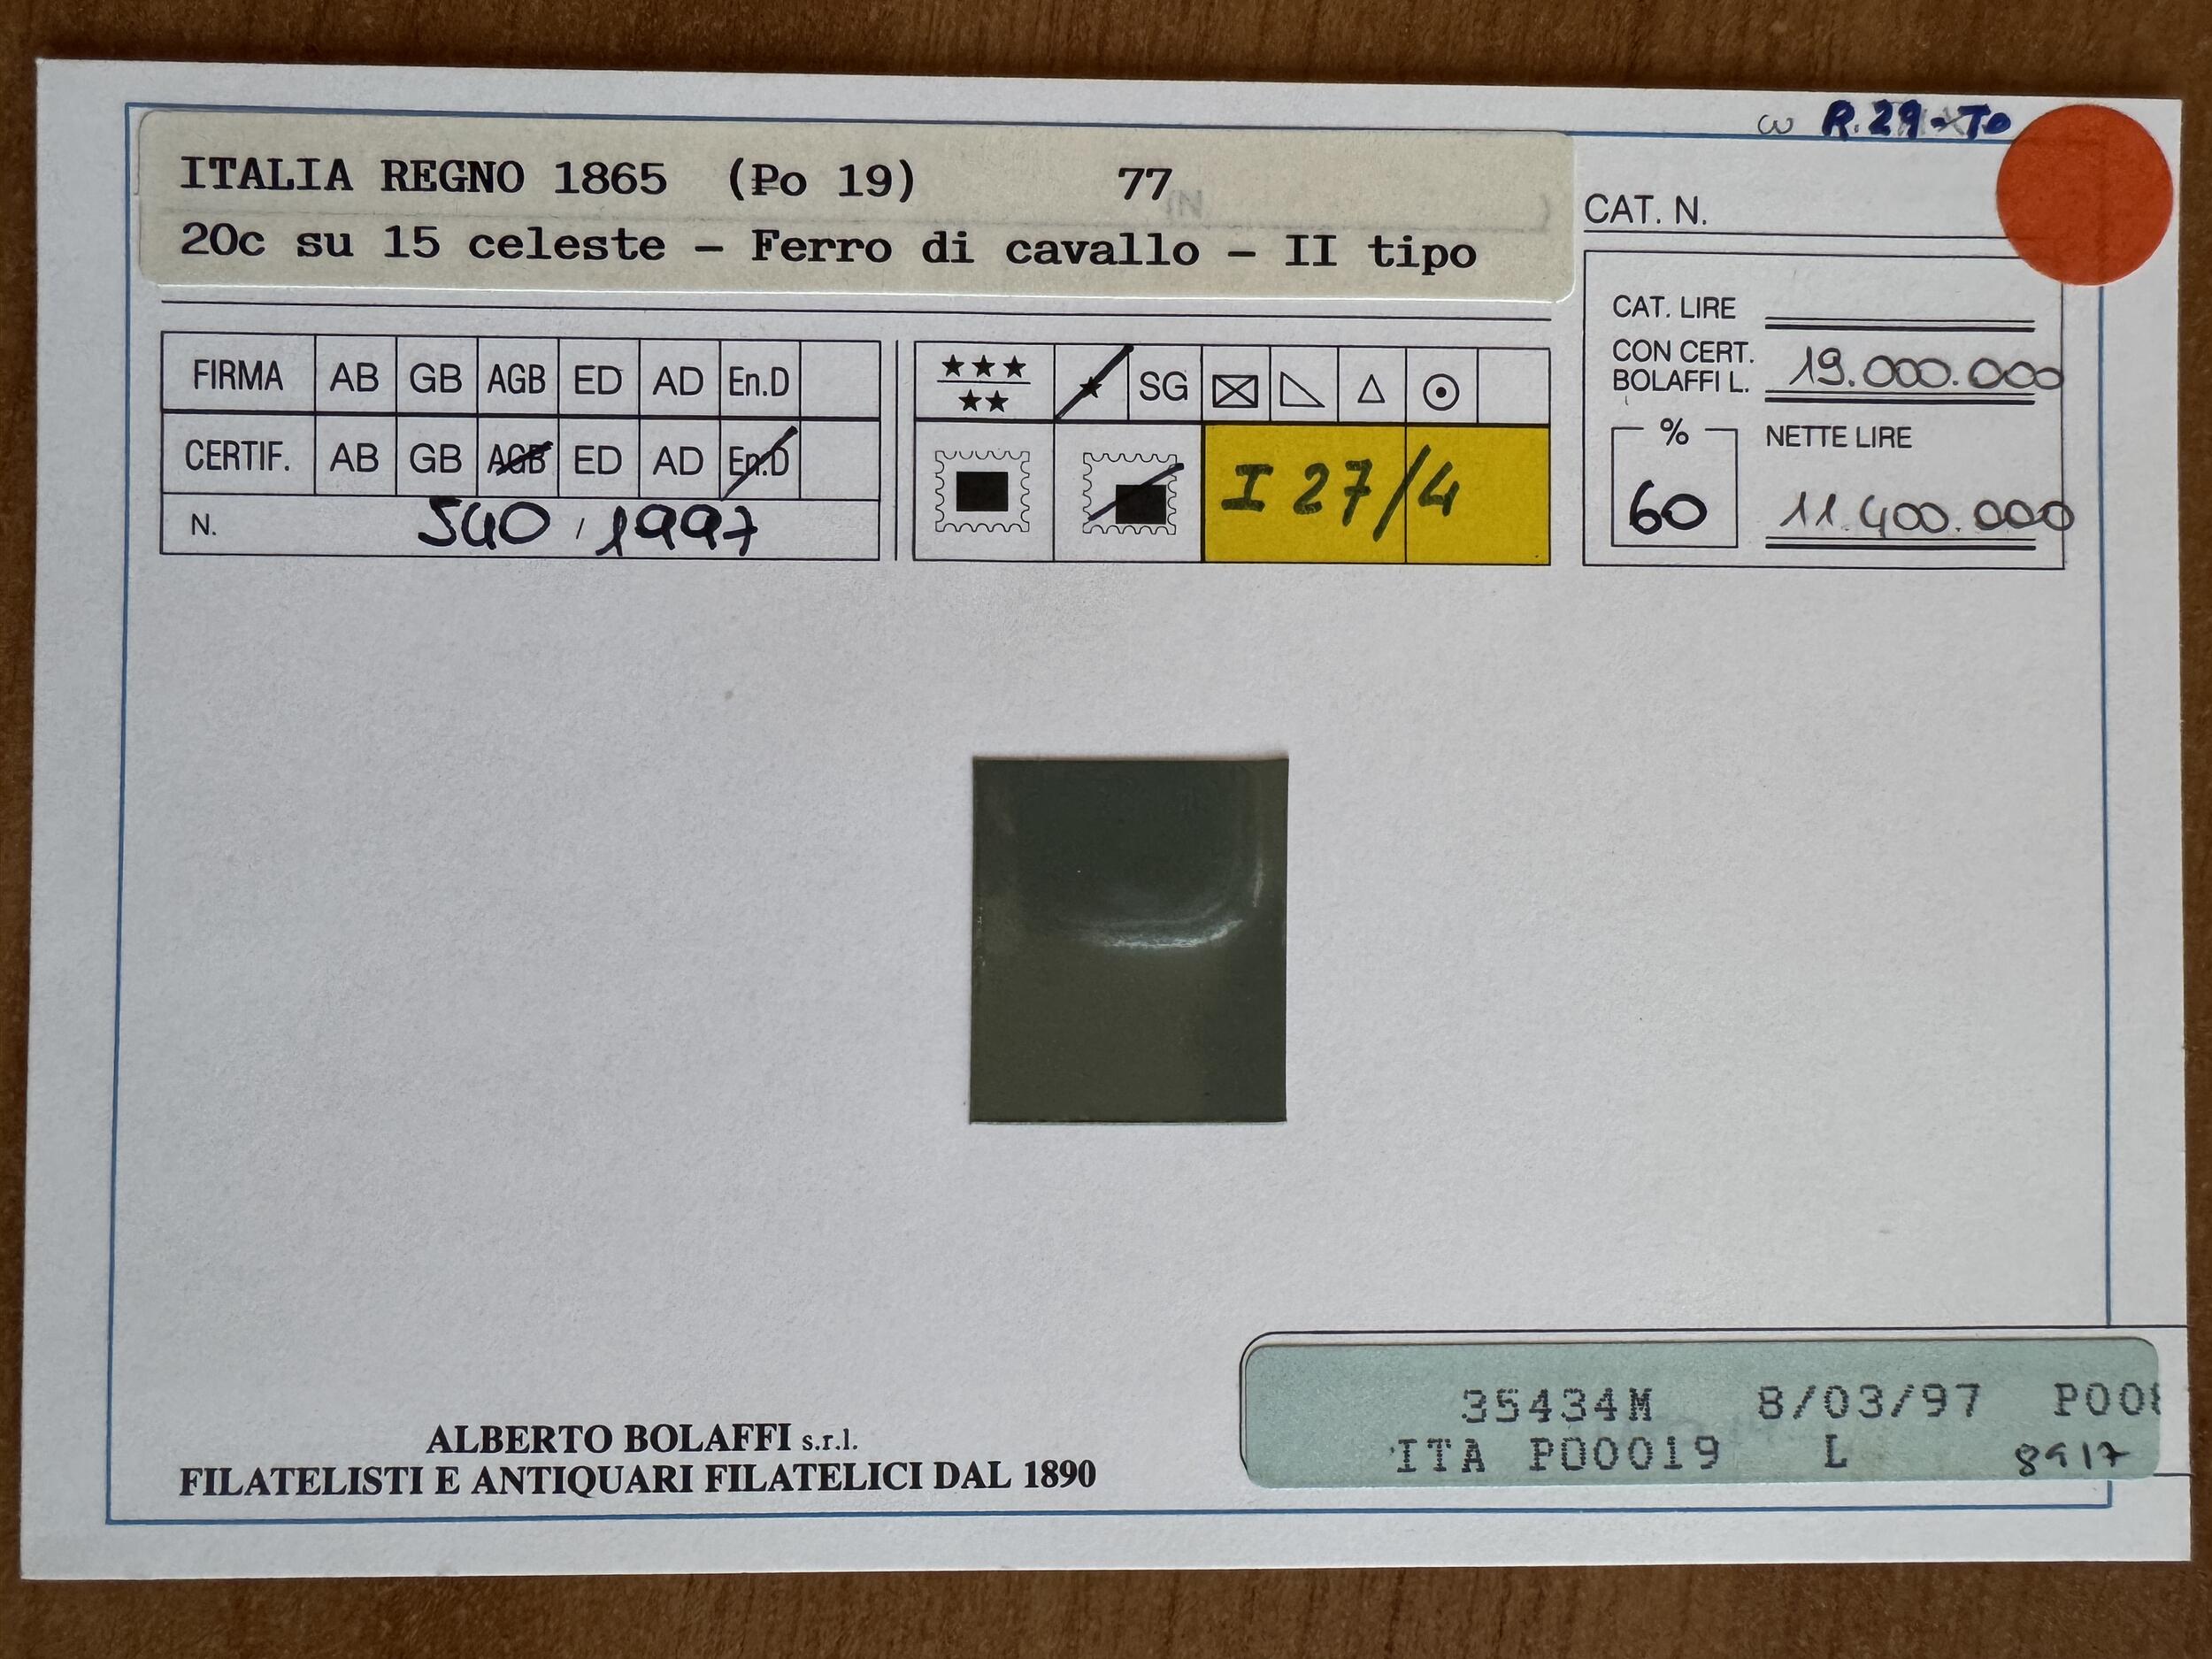 R.29-To
ITALIA REGNO 1865 (Po 19) 77
20c su 15 celeste - Ferro di cavallo - II tipo
CAT. N.
FIRMA AB GB AGB ED AD En.D
CERTIF. AB GB AGB ED AD En.D
N. 540/1997
★★★
★★
★ SG
I 27/4
CAT. LIRE
CON CERT.
BOLAFFI L. 19.000.000
% NETTE LIRE
60 11.400.000
ALBERTO BOLAFFI s.r.l.
FILATELISTI E ANTIQUARI FILATELICI DAL 1890
35434M 8/03/97 P00
ITA P00019 L 8917